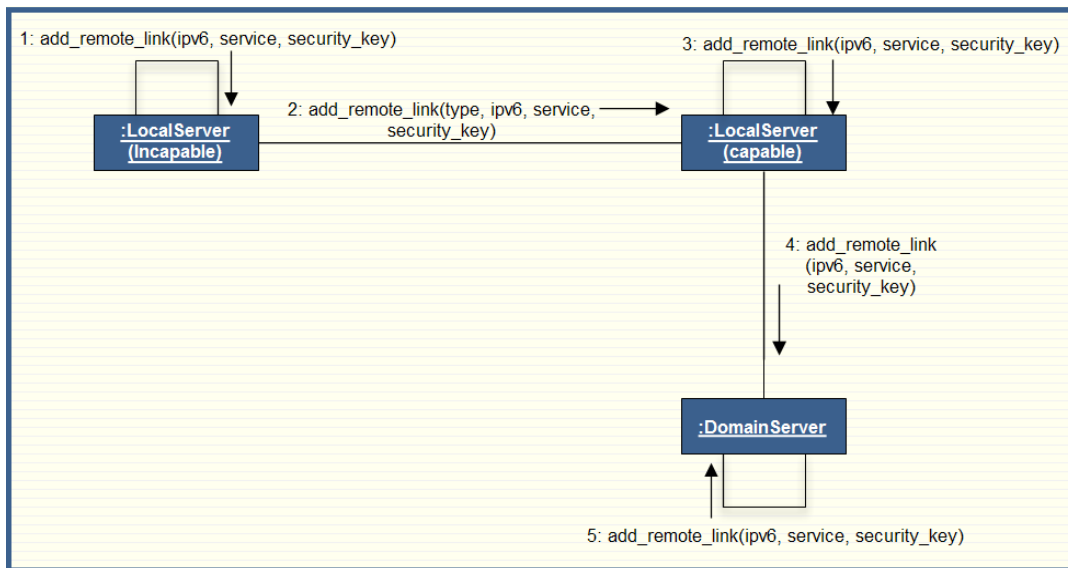 1: add_remote_link(ipv6, service, security_key)
3: add_remote_link(ipv6, service, security_key)
2: add_remote_link(type, ipv6, service,
security_key)
:LocalServer
(Incapable)
:LocalServer
(capable)
4: add_remote_link
(ipv6, service,
security_key)
:DomainServer
5: add_remote_link(ipv6, service, security_key)